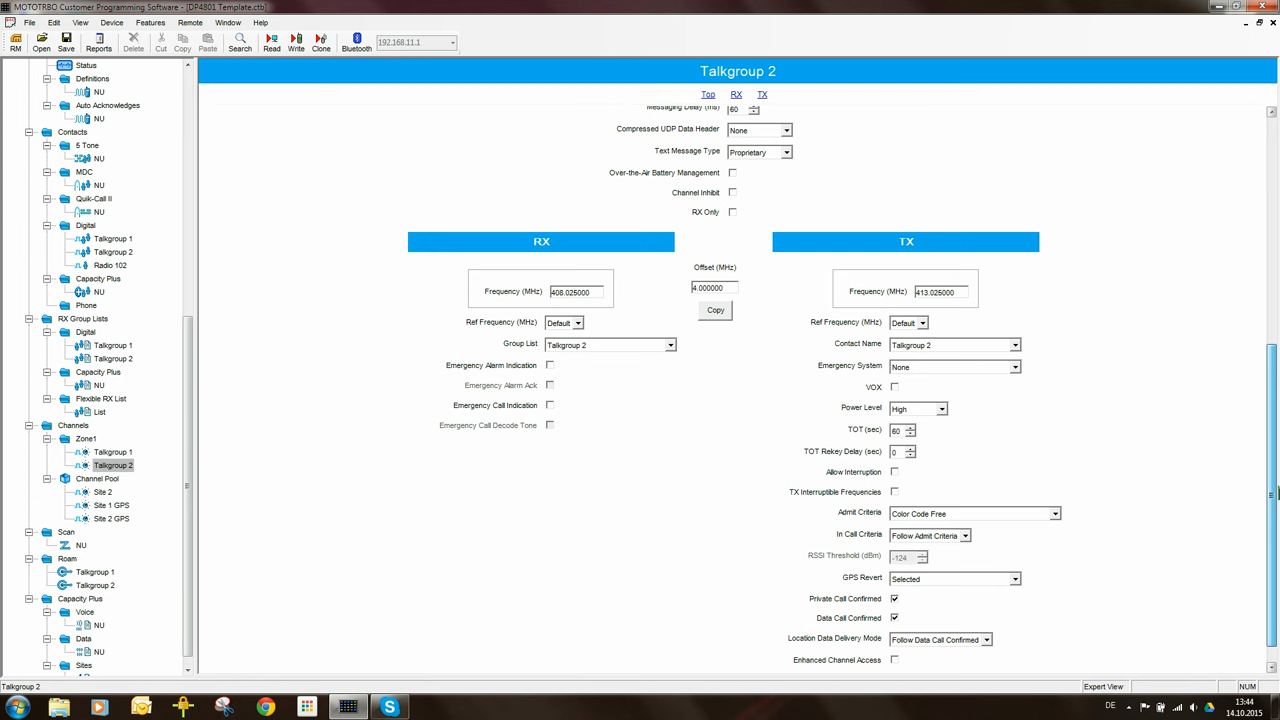 MOTOTRBO Customer Programming Software - [DP4801 Template.ctb]
File Edit View Device Features Remote Window Help
RM Open Save Reports Delete Cut Copy Paste Search Read Write Clone Bluetooth 192.168.11.1
Status
Definitions
NU
Auto Acknowledges
NU
Contacts
5 Tone
NU
MDC
NU
Quik-Call II
NU
Digital
Talkgroup 1
Talkgroup 2
Radio 102
Capacity Plus
NU
Phone
RX Group Lists
Digital
Talkgroup 1
Talkgroup 2
Capacity Plus
NU
Flexible RX List
List
Channels
Zone1
Talkgroup 1
Talkgroup 2
Channel Pool
Site 2
Site 1 GPS
Site 2 GPS
Scan
NU
Roam
Talkgroup 1
Talkgroup 2
Capacity Plus
Voice
NU
Data
NU
Sites
Talkgroup 2
Top RX TX
Messaging Delay (ms) 60
Compressed UDP Data Header None
Text Message Type Proprietary
Over-the-Air Battery Management
Channel Inhibit
RX Only
RX
Frequency (MHz) 408.025000
Ref Frequency (MHz) Default
Group List Talkgroup 2
Emergency Alarm Indication
Emergency Alarm Ack
Emergency Call Indication
Emergency Call Decode Tone
Offset (MHz)
4.000000
Copy
TX
Frequency (MHz) 413.025000
Ref Frequency (MHz) Default
Contact Name Talkgroup 2
Emergency System None
VOX
Power Level High
TOT (sec) 60
TOT Rekey Delay (sec) 0
Allow Interruption
TX Interruptible Frequencies
Admit Criteria Color Code Free
In Call Criteria Follow Admit Criteria
RSSI Threshold (dBm) -124
GPS Revert Selected
Private Call Confirmed
Data Call Confirmed
Location Data Delivery Mode Follow Data Call Confirmed
Enhanced Channel Access
Talkgroup 2 Expert View NUM
DE 13:44
14.10.2015